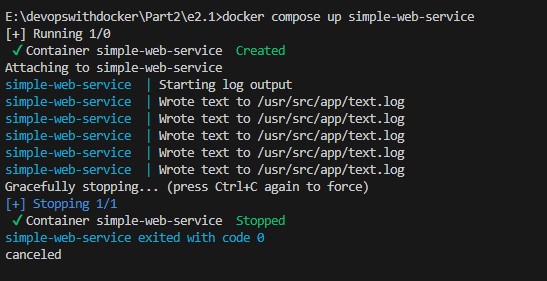 E:\devopswithdocker\Part2\e2.1>docker compose up simple-web-service
[+] Running 1/0
✓ Container simple-web-service  Created
Attaching to simple-web-service
simple-web-service  | Starting log output
simple-web-service  | Wrote text to /usr/src/app/text.log
simple-web-service  | Wrote text to /usr/src/app/text.log
simple-web-service  | Wrote text to /usr/src/app/text.log
simple-web-service  | Wrote text to /usr/src/app/text.log
simple-web-service  | Wrote text to /usr/src/app/text.log
Gracefully stopping... (press Ctrl+C again to force)
[+] Stopping 1/1
✓ Container simple-web-service  Stopped
simple-web-service exited with code 0
canceled